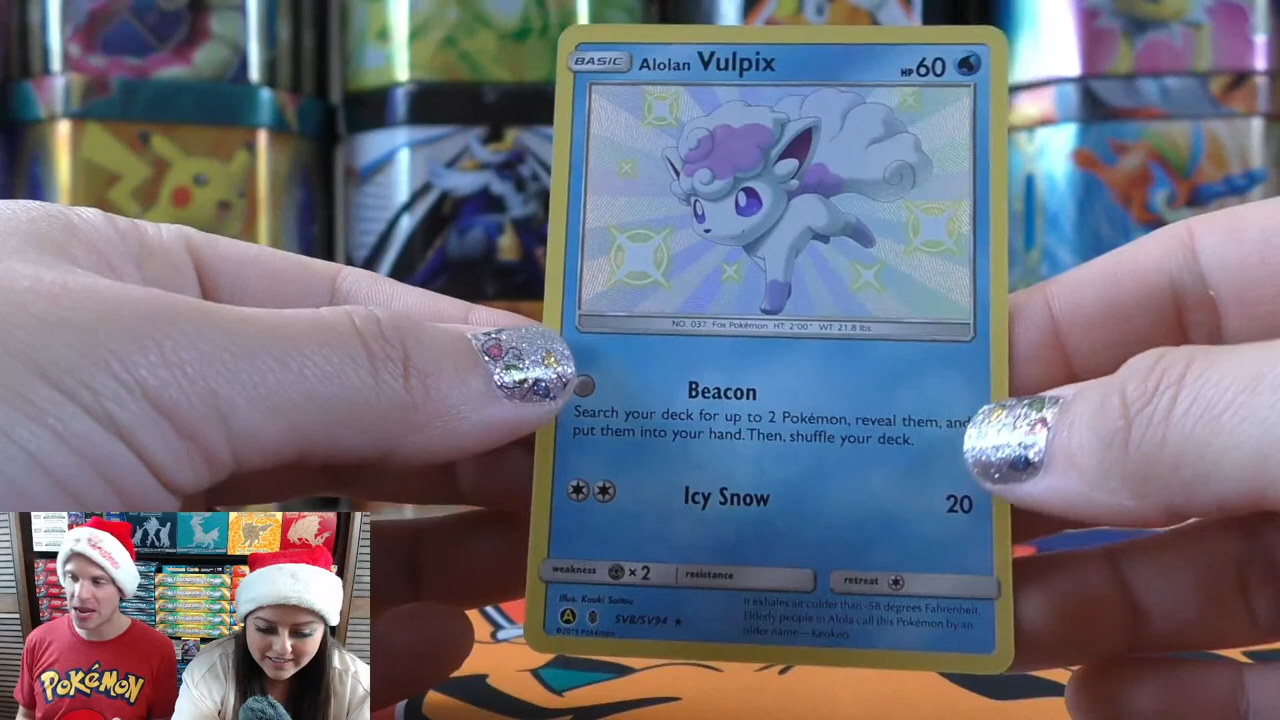 BASIC Alolan Vulpix HP 60
NO. 037 Fox Pokémon HT: 2'00" WT: 21.8 lbs.
Beacon
Search your deck for up to 2 Pokémon, reveal them, and
put them into your hand. Then, shuffle your deck.
Icy Snow 20
weakness ×2 resistance retreat
Illus. Kouki Saitou
A SV8/SV94 ★
©2019 Pokémon
It exhales air colder than -58 degrees Fahrenheit.
Elderly people in Alola call this Pokémon by an
older name—Keokeo.
POKéMON